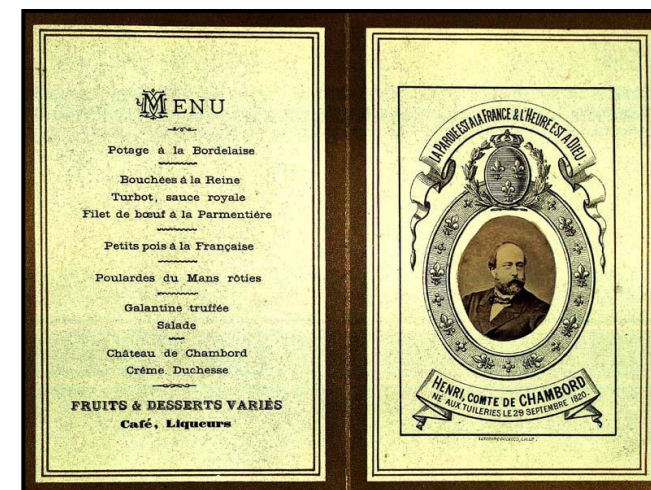 MENU
Potage à la Bordelaise
Bouchées à la Reine
Turbot, sauce royale
Filet de bœuf à la Parmentière
Petits pois à la Française
Poulardes du Mans rôties
Galantine truffée
Salade
Château de Chambord
Crême Duchesse
FRUITS & DESSERTS VARIÉS
Café, Liqueurs
LA PAROLE EST A LA FRANCE & L'HEURE EST A DIEU.
HENRI, COMTE DE CHAMBORD
NÉ AUX TUILERIES LE 29 SEPTEMBRE 1820.